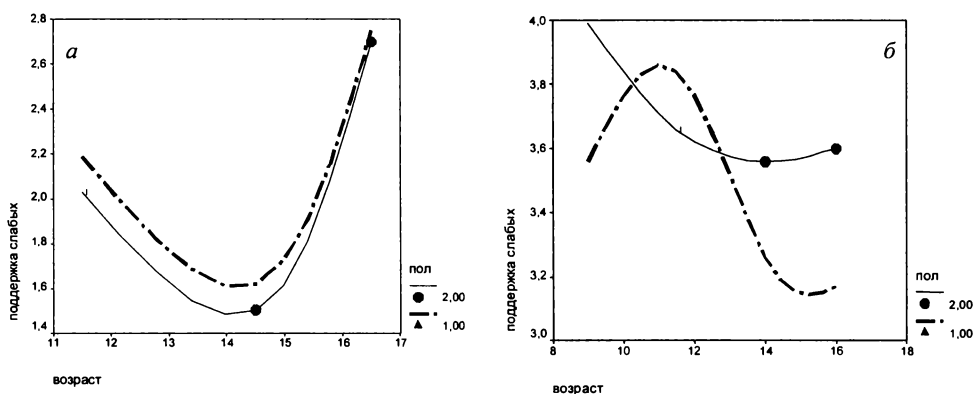 а
2,8
2,6
2,4
2,2
2,0
1,8
1,6
1,4
11 12 13 14 15 16 17
поддержка слабых
возраст
пол
2,00
1,00
б
4,0
3,8
3,6
3,4
3,2
3,0
8 10 12 14 16 18
поддержка слабых
возраст
пол
2,00
1,00